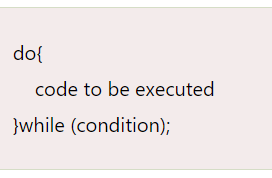 do{
code to be executed
}while (condition);